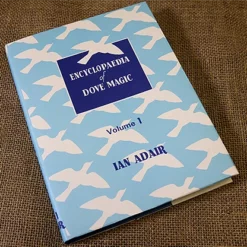 ENCYCLOPAEDIA
of
DOVE MAGIC
Volume 1
IAN ADAIR